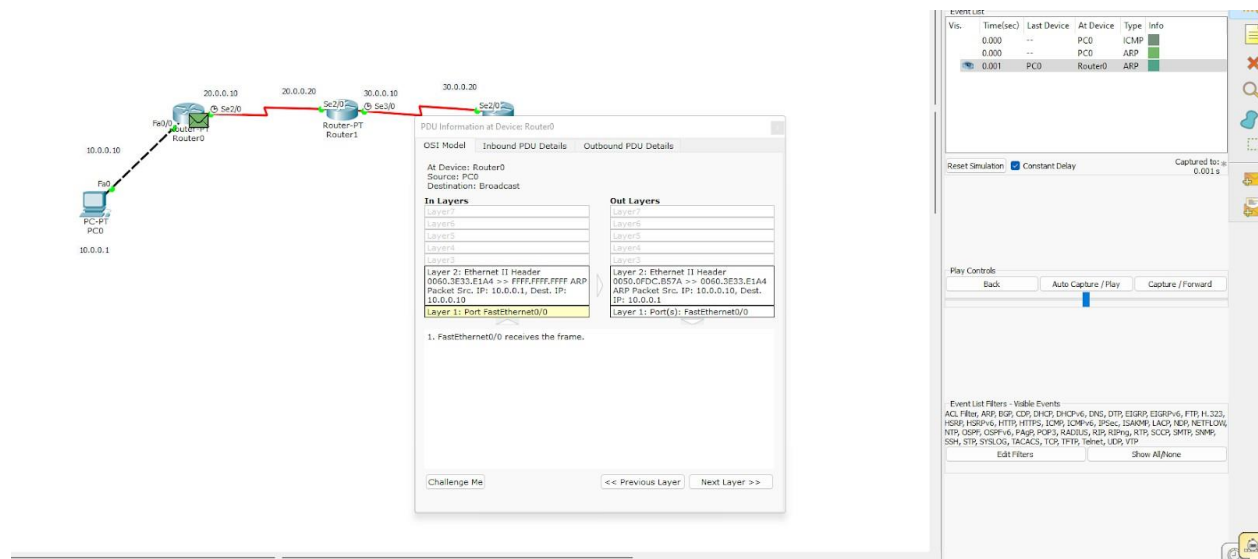 20.0.0.10
20.0.0.20
30.0.0.10
30.0.0.20
Se2/0
Se2/0
Se3/0
Se2/0
Fa0/0
Router-PT
Router0
Router-PT
Router1
10.0.0.10
Fa0
PC-PT
PC0
10.0.0.1
PDU Information at Device: Router0
OSI Model
Inbound PDU Details
Outbound PDU Details
At Device: Router0
Source: PC0
Destination: Broadcast
In Layers
Layer7
Layer6
Layer5
Layer4
Layer3
Layer 2: Ethernet II Header
0060.3E33.E1A4 >> FFFF.FFFF.FFFF ARP
Packet Src. IP: 10.0.0.1, Dest. IP:
10.0.0.10
Layer 1: Port FastEthernet0/0
Out Layers
Layer7
Layer6
Layer5
Layer4
Layer3
Layer 2: Ethernet II Header
0050.0FDC.B57A >> 0060.3E33.E1A4
ARP Packet Src. IP: 10.0.0.10, Dest.
IP: 10.0.0.1
Layer 1: Port(s): FastEthernet0/0
1. FastEthernet0/0 receives the frame.
Challenge Me
<< Previous Layer
Next Layer >>
Event List
Vis. Time(sec) Last Device At Device Type Info
0.000 -- PC0 ICMP
0.000 -- PC0 ARP
0.001 PC0 Router0 ARP
Reset Simulation
Constant Delay
Captured to:
0.001 s
Play Controls
Back
Auto Capture / Play
Capture / Forward
Event List Filters - Visible Events
ACL Filter, ARP, BGP, CDP, DHCP, DHCPv6, DNS, DTP, EIGRP, EIGRPv6, FTP, H.323,
HSRP, HSRPv6, HTTP, HTTPS, ICMP, ICMPv6, IPSec, ISAKMP, LACP, NDP, NETFLOW,
NTP, OSPF, OSPFv6, PAgP, POP3, RADIUS, RIP, RIPng, RTP, SCCP, SMTP, SNMP,
SSH, STP, SYSLOG, TACACS, TCP, TFTP, Telnet, UDP, VTP
Edit Filters
Show All/None